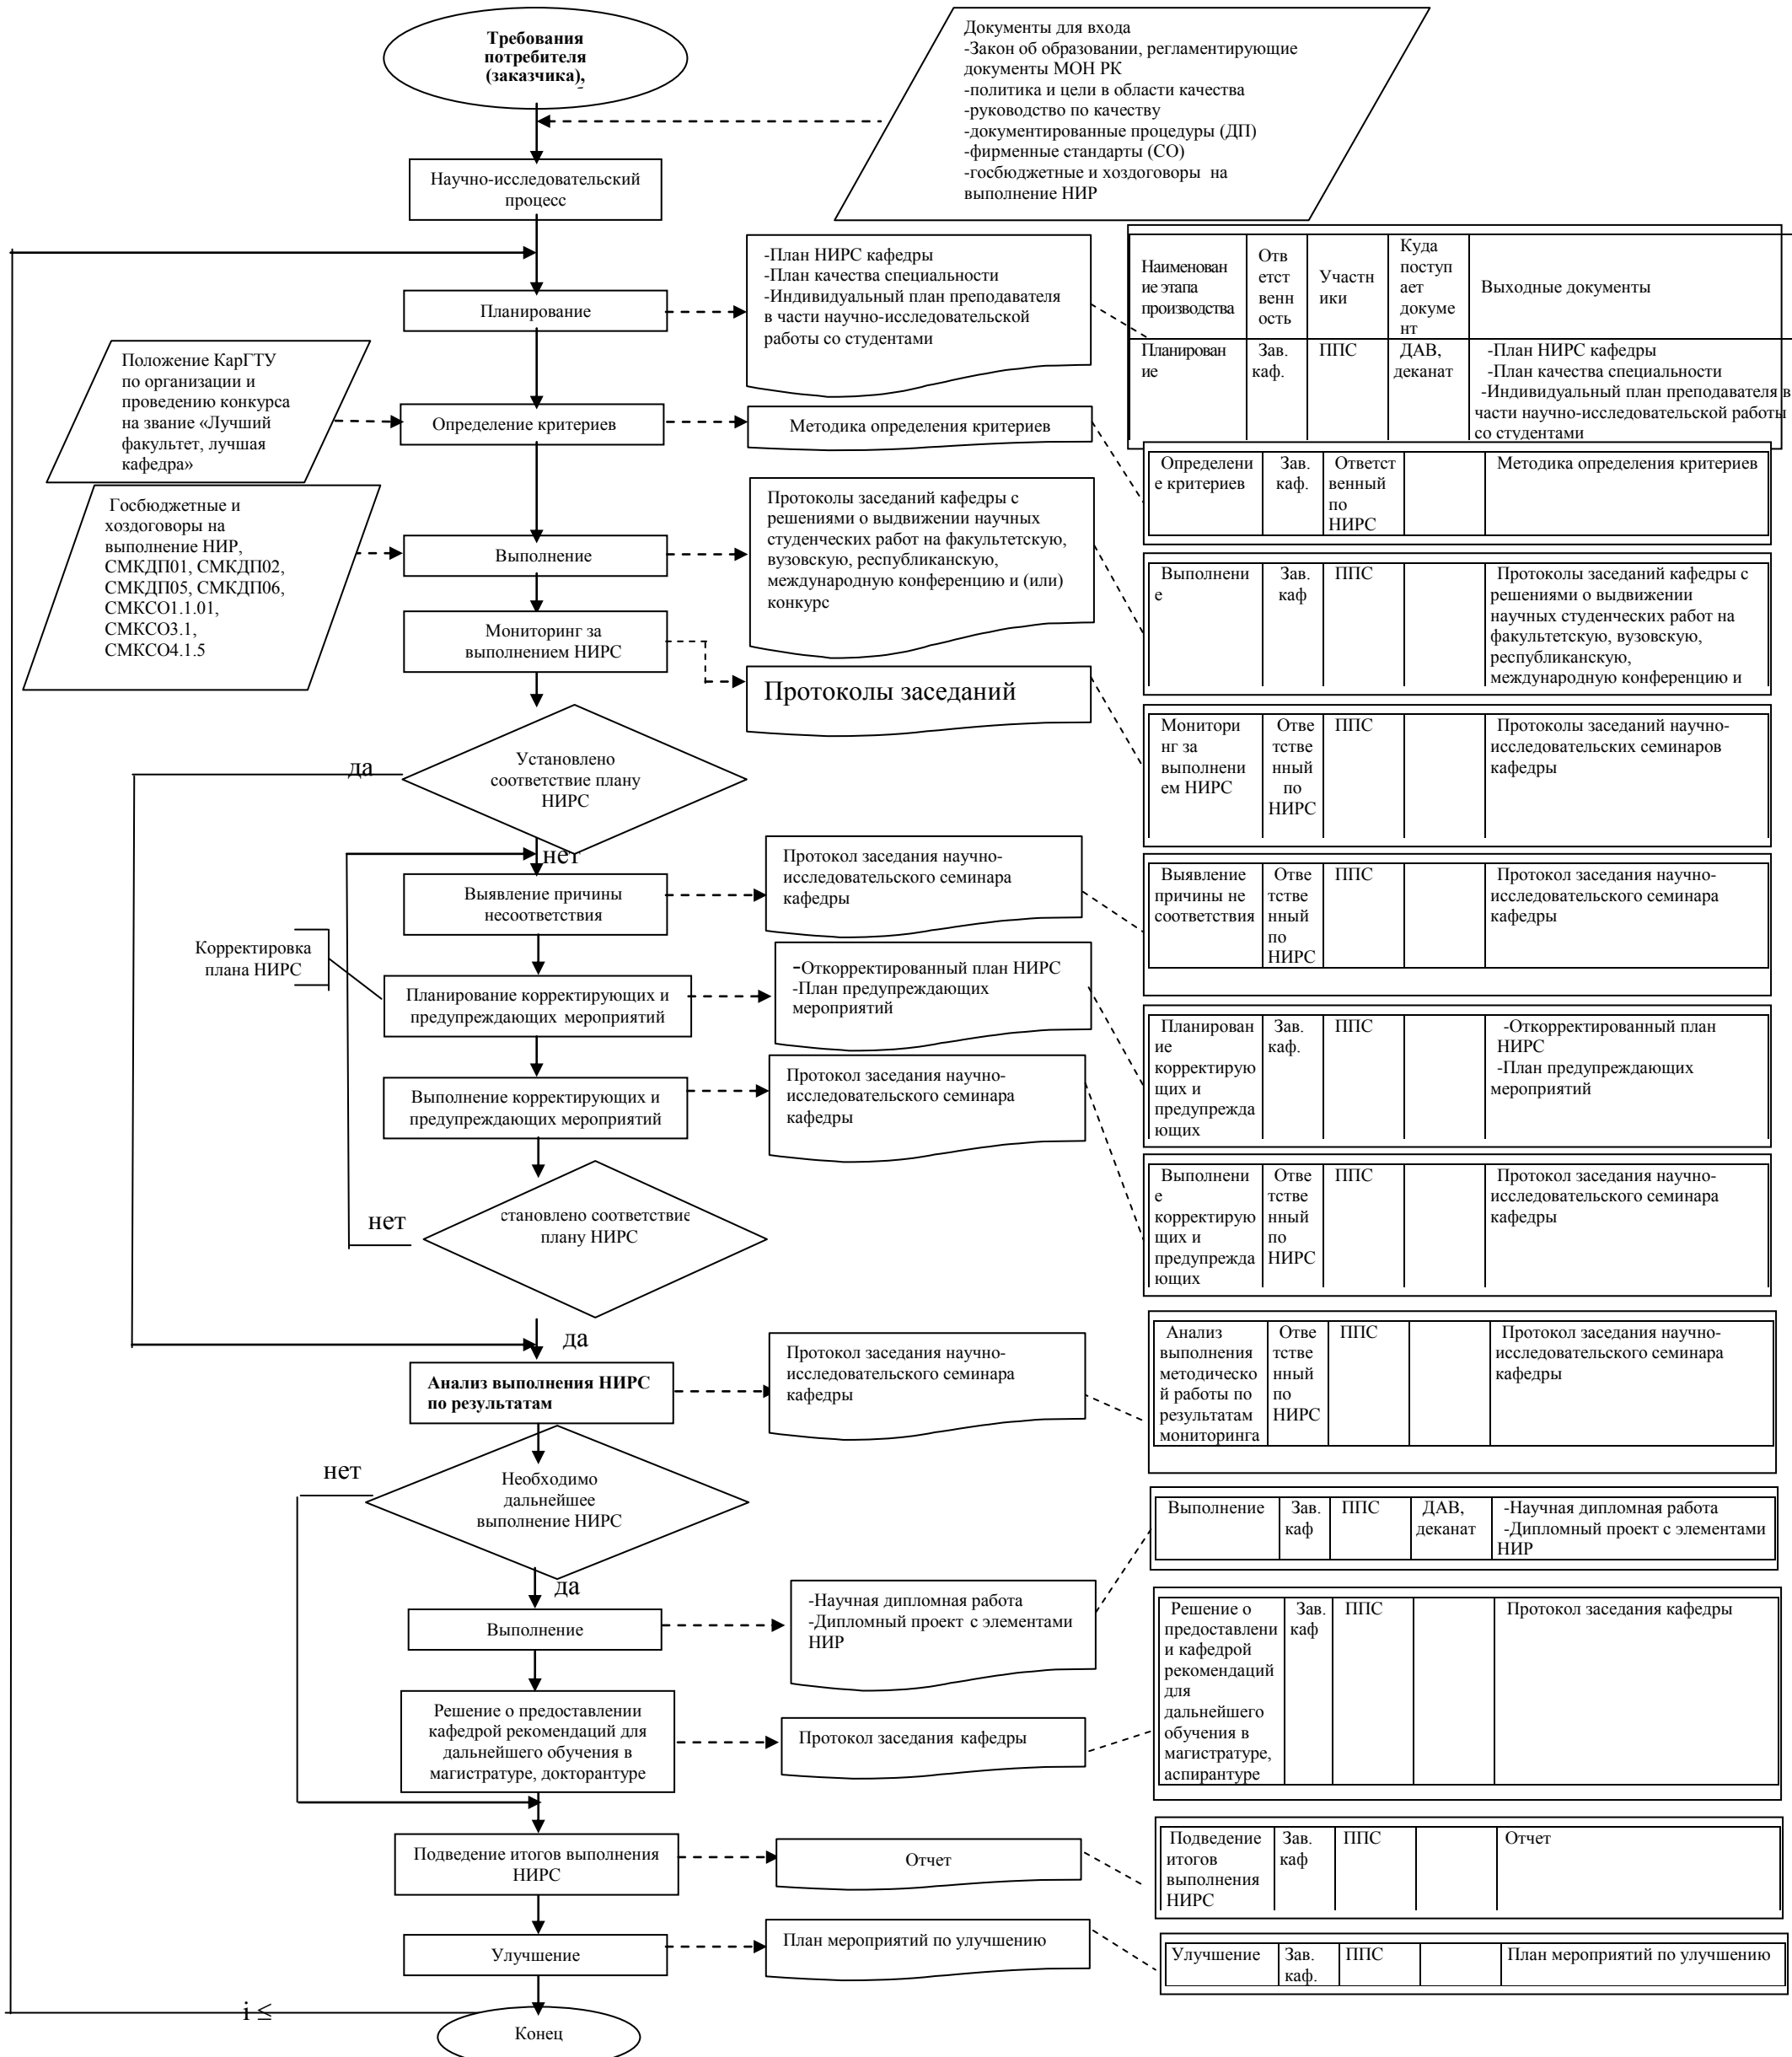 Требования
потребителя
(заказчика),
Документы для входа
-Закон об образовании, регламентирующие
документы МОН РК
-политика и цели в области качества
-руководство по качеству
-документированные процедуры (ДП)
-фирменные стандарты (СО)
-госбюджетные и хоздоговоры на
выполнение НИР
Научно-исследовательский
процесс
Планирование
-План НИРС кафедры
-План качества специальности
-Индивидуальный план преподавателя
в части научно-исследовательской
работы со студентами
Наименован
ие этапа
производства
Отв
етст
венн
ость
Участн
ики
Куда
поступ
ает
докуме
нт
Выходные документы
Планирован
ие
Зав.
каф.
ППС
ДАВ,
деканат
-План НИРС кафедры
-План качества специальности
-Индивидуальный план преподавателя в
части научно-исследовательской работы
со студентами
Положение КарГТУ
по организации и
проведению конкурса
на звание «Лучший
факультет, лучшая
кафедра»
Определение критериев
Методика определения критериев
Определени
е критериев
Зав.
каф.
Ответст
венный
по
НИРС
Методика определения критериев
Госбюджетные и
хоздоговоры на
выполнение НИР,
СМКДП01, СМКДП02,
СМКДП05, СМКДП06,
СМКСО1.1.01,
СМКСО3.1,
СМКСО4.1.5
Выполнение
Протоколы заседаний кафедры с
решениями о выдвижении научных
студенческих работ на факультетскую,
вузовскую, республиканскую,
международную конференцию и (или)
конкурс
Выполнени
е
Зав.
каф
ППС
Протоколы заседаний кафедры с
решениями о выдвижении
научных студенческих работ на
факультетскую, вузовскую,
республиканскую,
международную конференцию и
Мониторинг за
выполнением НИРС
Протоколы заседаний
Монитори
нг за
выполнени
ем НИРС
Отве
тстве
нный
по
НИРС
ППС
Протоколы заседаний научно-
исследовательских семинаров
кафедры
Установлено
соответствие плану
НИРС
да
нет
Выявление причины
несоответствия
Протокол заседания научно-
исследовательского семинара
кафедры
Выявление
причины не
соответствия
Отве
тстве
нный
по
НИРС
ППС
Протокол заседания научно-
исследовательского семинара
кафедры
Корректировка
плана НИРС
Планирование корректирующих и
предупреждающих мероприятий
-Откорректированный план НИРС
-План предупреждающих
мероприятий
Планирован
ие
корректирую
щих и
предупрежда
ющих
Зав.
каф.
ППС
-Откорректированный план
НИРС
-План предупреждающих
мероприятий
Выполнение корректирующих и
предупреждающих мероприятий
Протокол заседания научно-
исследовательского семинара
кафедры
Выполнени
е
корректирую
щих и
предупрежда
ющих
Отве
тстве
нный
по
НИРС
ППС
Протокол заседания научно-
исследовательского семинара
кафедры
становлено соответствие
плану НИРС
нет
да
Анализ выполнения НИРС
по результатам
Протокол заседания научно-
исследовательского семинара
кафедры
Анализ
выполнения
методическо
й работы по
результатам
мониторинга
Отве
тстве
нный
по
НИРС
ППС
Протокол заседания научно-
исследовательского семинара
кафедры
Необходимо
дальнейшее
выполнение НИРС
нет
да
Выполнение
-Научная дипломная работа
-Дипломный проект с элементами
НИР
Выполнение
Зав.
каф
ППС
ДАВ,
деканат
-Научная дипломная работа
-Дипломный проект с элементами
НИР
Решение о предоставлении
кафедрой рекомендаций для
дальнейшего обучения в
магистратуре, докторантуре
Протокол заседания кафедры
Решение о
предоставлени
и кафедрой
рекомендаций
для
дальнейшего
обучения в
магистратуре,
аспирантуре
Зав.
каф
ППС
Протокол заседания кафедры
Подведение итогов выполнения
НИРС
Отчет
Подведение
итогов
выполнения
НИРС
Зав.
каф
ППС
Отчет
Улучшение
План мероприятий по улучшению
Улучшение
Зав.
каф.
ППС
План мероприятий по улучшению
i ≤
Конец